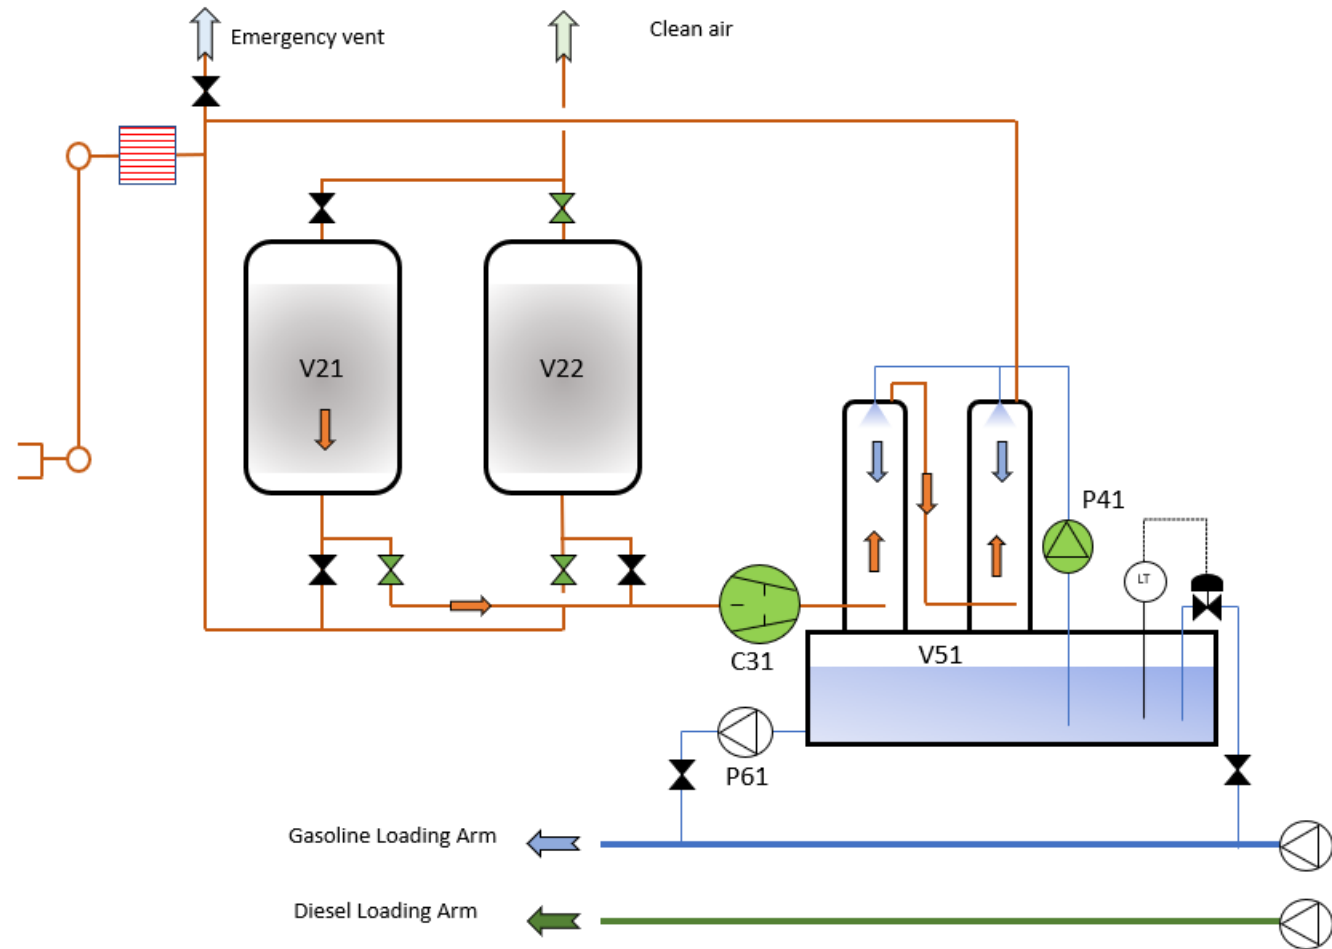 Emergency vent
Clean air
V21
V22
P41
LT
C31
V51
P61
Gasoline Loading Arm
Diesel Loading Arm